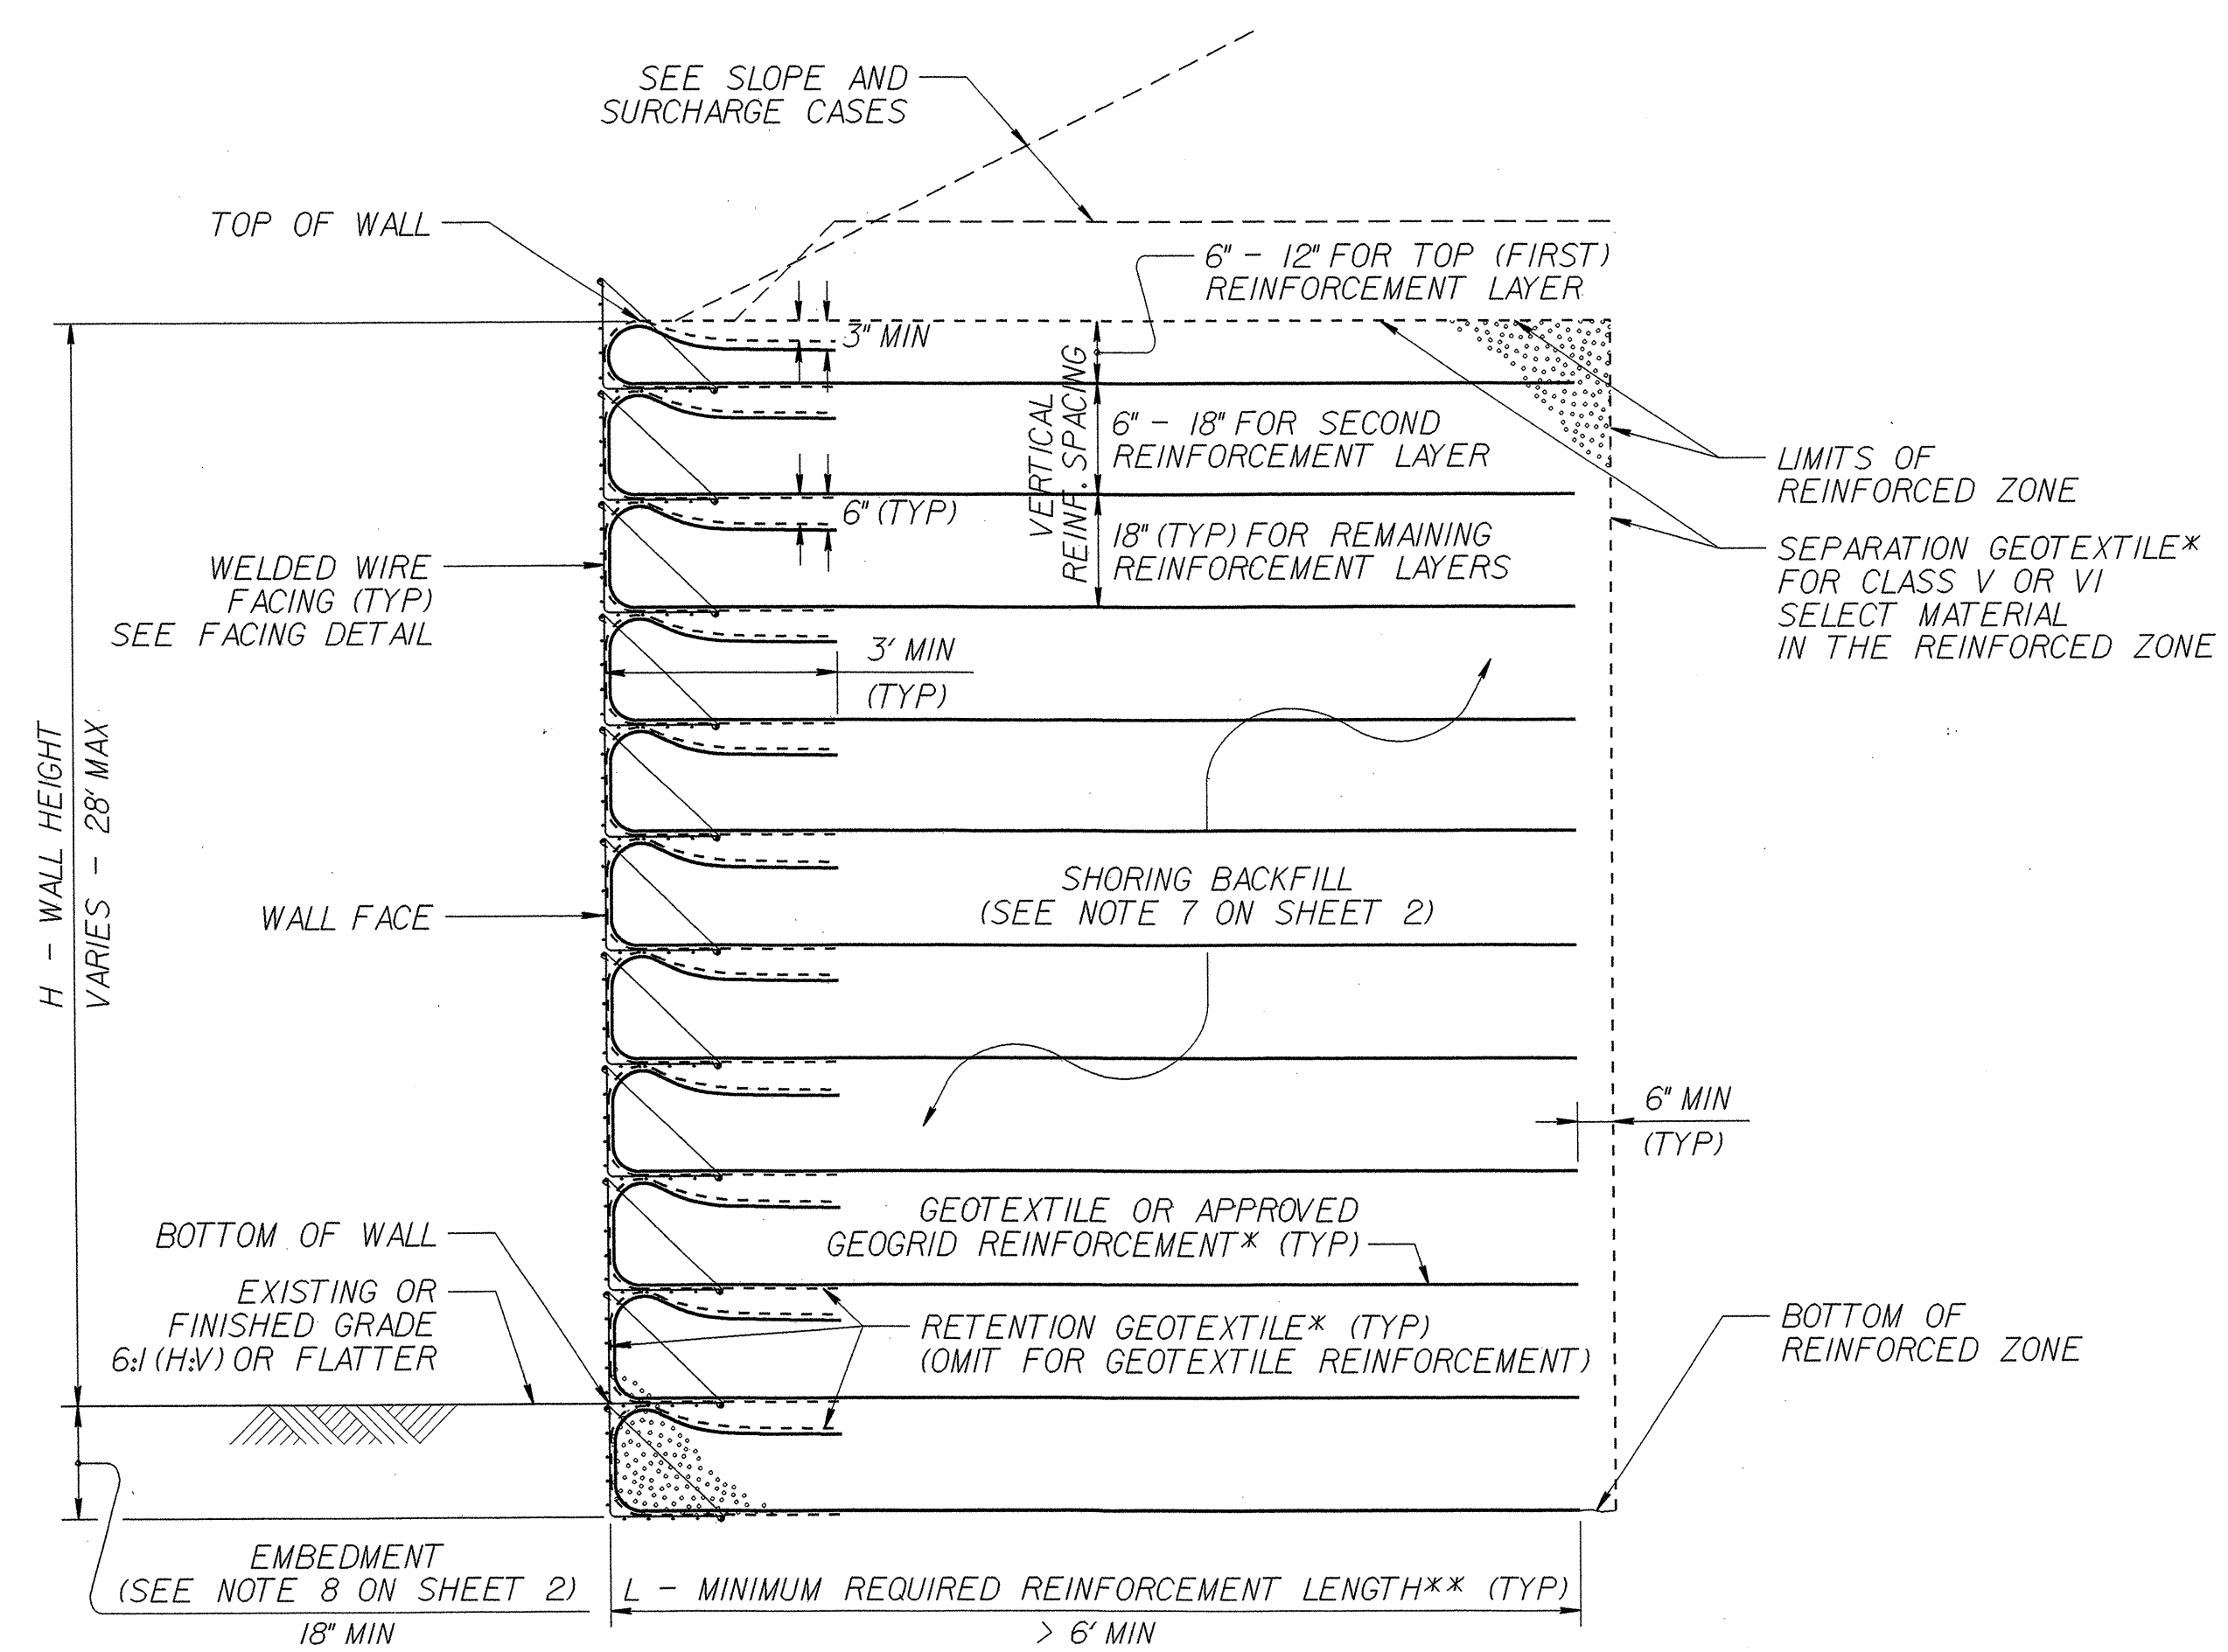 SEE SLOPE AND
SURCHARGE CASES
TOP OF WALL
6" - 12" FOR TOP (FIRST)
REINFORCEMENT LAYER
3" MIN
VERTICAL
REINF. SPACING
6" - 18" FOR SECOND
REINFORCEMENT LAYER
LIMITS OF
REINFORCED ZONE
6" (TYP)
18" (TYP) FOR REMAINING
REINFORCEMENT LAYERS
SEPARATION GEOTEXTILE*
FOR CLASS V OR VI
SELECT MATERIAL
IN THE REINFORCED ZONE
WELDED WIRE
FACING (TYP)
SEE FACING DETAIL
3' MIN
(TYP)
H - WALL HEIGHT
VARIES - 28' MAX
SHORING BACKFILL
(SEE NOTE 7 ON SHEET 2)
WALL FACE
6" MIN
(TYP)
GEOTEXTILE OR APPROVED
GEOGRID REINFORCEMENT* (TYP)
BOTTOM OF WALL
EXISTING OR
FINISHED GRADE
6:1 (H:V) OR FLATTER
RETENTION GEOTEXTILE* (TYP)
(OMIT FOR GEOTEXTILE REINFORCEMENT)
BOTTOM OF
REINFORCED ZONE
EMBEDMENT
(SEE NOTE 8 ON SHEET 2)
18" MIN
L - MINIMUM REQUIRED REINFORCEMENT LENGTH** (TYP)
> 6' MIN